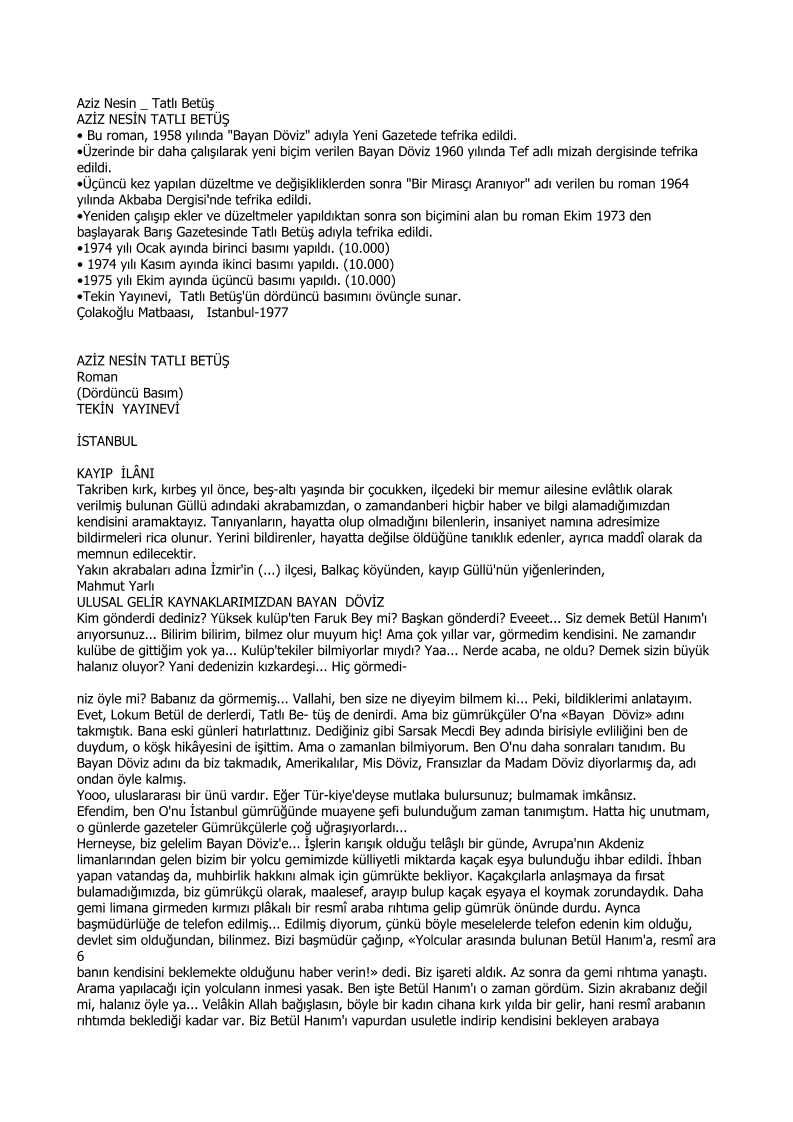 Aziz Nesin _ Tatlı Betüş
AZİZ NESİN TATLI BETÜŞ
• Bu roman, 1958 yılında "Bayan Döviz" adıyla Yeni Gazetede tefrika edildi.
•Üzerinde bir daha çalışılarak yeni biçim verilen Bayan Döviz 1960 yılında Tef adlı mizah dergisinde tefrika
edildi.
•Üçüncü kez yapılan düzeltme ve değişikliklerden sonra "Bir Mirasçı Aranıyor" adı verilen bu roman 1964
yılında Akbaba Dergisi'nde tefrika edildi.
•Yeniden çalışıp ekler ve düzeltmeler yapıldıktan sonra son biçimini alan bu roman Ekim 1973 den
başlayarak Barış Gazetesinde Tatlı Betüş adıyla tefrika edildi.
•1974 yılı Ocak ayında birinci basımı yapıldı. (10.000)
• 1974 yılı Kasım ayında ikinci basımı yapıldı. (10.000)
•1975 yılı Ekim ayında üçüncü basımı yapıldı. (10.000)
•Tekin Yayınevi,  Tatlı Betüş'ün dördüncü basımını övünçle sunar.
Çolakoğlu Matbaası,   Istanbul-1977
AZİZ NESİN TATLI BETÜŞ
Roman
(Dördüncü Basım)
TEKİN  YAYINEVİ
İSTANBUL
KAYIP  İLÂNI
Takriben kırk, kırbeş yıl önce, beş-altı yaşında bir çocukken, ilçedeki bir memur ailesine evlâtlık olarak
verilmiş bulunan Güllü adındaki akrabamızdan, o zamandanberi hiçbir haber ve bilgi alamadığımızdan
kendisini aramaktayız. Tanıyanların, hayatta olup olmadığını bilenlerin, insaniyet namına adresimize
bildirmeleri rica olunur. Yerini bildirenler, hayatta değilse öldüğüne tanıklık edenler, ayrıca maddî olarak da
memnun edilecektir.
Yakın akrabaları adına İzmir'in (...) ilçesi, Balkaç köyünden, kayıp Güllü'nün yiğenlerinden,
Mahmut Yarlı
ULUSAL GELİR KAYNAKLARIMIZDAN BAYAN  DÖVİZ
Kim gönderdi dediniz? Yüksek kulüp'ten Faruk Bey mi? Başkan gönderdi? Eveeet... Siz demek Betül Hanım'ı
arıyorsunuz... Bilirim bilirim, bilmez olur muyum hiç! Ama çok yıllar var, görmedim kendisini. Ne zamandır
kulübe de gittiğim yok ya... Kulüp'tekiler bilmiyorlar mıydı? Yaa... Nerde acaba, ne oldu? Demek sizin büyük
halanız oluyor? Yani dedenizin kızkardeşi... Hiç görmedi-
niz öyle mi? Babanız da görmemiş... Vallahi, ben size ne diyeyim bilmem ki... Peki, bildiklerimi anlatayım.
Evet, Lokum Betül de derlerdi, Tatlı Be- tüş de denirdi. Ama biz gümrükçüler O'na «Bayan  Döviz» adını
takmıştık. Bana eski günleri hatırlattınız. Dediğiniz gibi Sarsak Mecdi Bey adında birisiyle evliliğini ben de
duydum, o köşk hikâyesini de işittim. Ama o zamanlan bilmiyorum. Ben O'nu daha sonraları tanıdım. Bu
Bayan Döviz adını da biz takmadık, Amerikalılar, Mis Döviz, Fransızlar da Madam Döviz diyorlarmış da, adı
ondan öyle kalmış.
Yooo, uluslararası bir ünü vardır. Eğer Tür-kiye'deyse mutlaka bulursunuz; bulmamak imkânsız.
Efendim, ben O'nu İstanbul gümrüğünde muayene şefi bulunduğum zaman tanımıştım. Hatta hiç unutmam,
o günlerde gazeteler Gümrükçülerle çoğ uğraşıyorlardı...
Herneyse, biz gelelim Bayan Döviz'e... İşlerin karışık olduğu telâşlı bir günde, Avrupa'nın Akdeniz
limanlarından gelen bizim bir yolcu gemimizde külliyetli miktarda kaçak eşya bulunduğu ihbar edildi. İhban
yapan vatandaş da, muhbirlik hakkını almak için gümrükte bekliyor. Kaçakçılarla anlaşmaya da fırsat
bulamadığımızda, biz gümrükçü olarak, maalesef, arayıp bulup kaçak eşyaya el koymak zorundaydık. Daha
gemi limana girmeden kırmızı plâkalı bir resmî araba rıhtıma gelip gümrük önünde durdu. Aynca
başmüdürlüğe de telefon edilmiş... Edilmiş diyorum, çünkü böyle meselelerde telefon edenin kim olduğu,
devlet sim olduğundan, bilinmez. Bizi başmüdür çağınp, «Yolcular arasında bulunan Betül Hanım'a, resmî ara
6
banın kendisini beklemekte olduğunu haber verin!» dedi. Biz işareti aldık. Az sonra da gemi rıhtıma yanaştı.
Arama yapılacağı için yolculann inmesi yasak. Ben işte Betül Hanım'ı o zaman gördüm. Sizin akrabanız değil
mi, halanız öyle ya... Velâkin Allah bağışlasın, böyle bir kadın cihana kırk yılda bir gelir, hani resmî arabanın
rıhtımda beklediği kadar var. Biz Betül Hanım'ı vapurdan usuletle indirip kendisini bekleyen arabaya